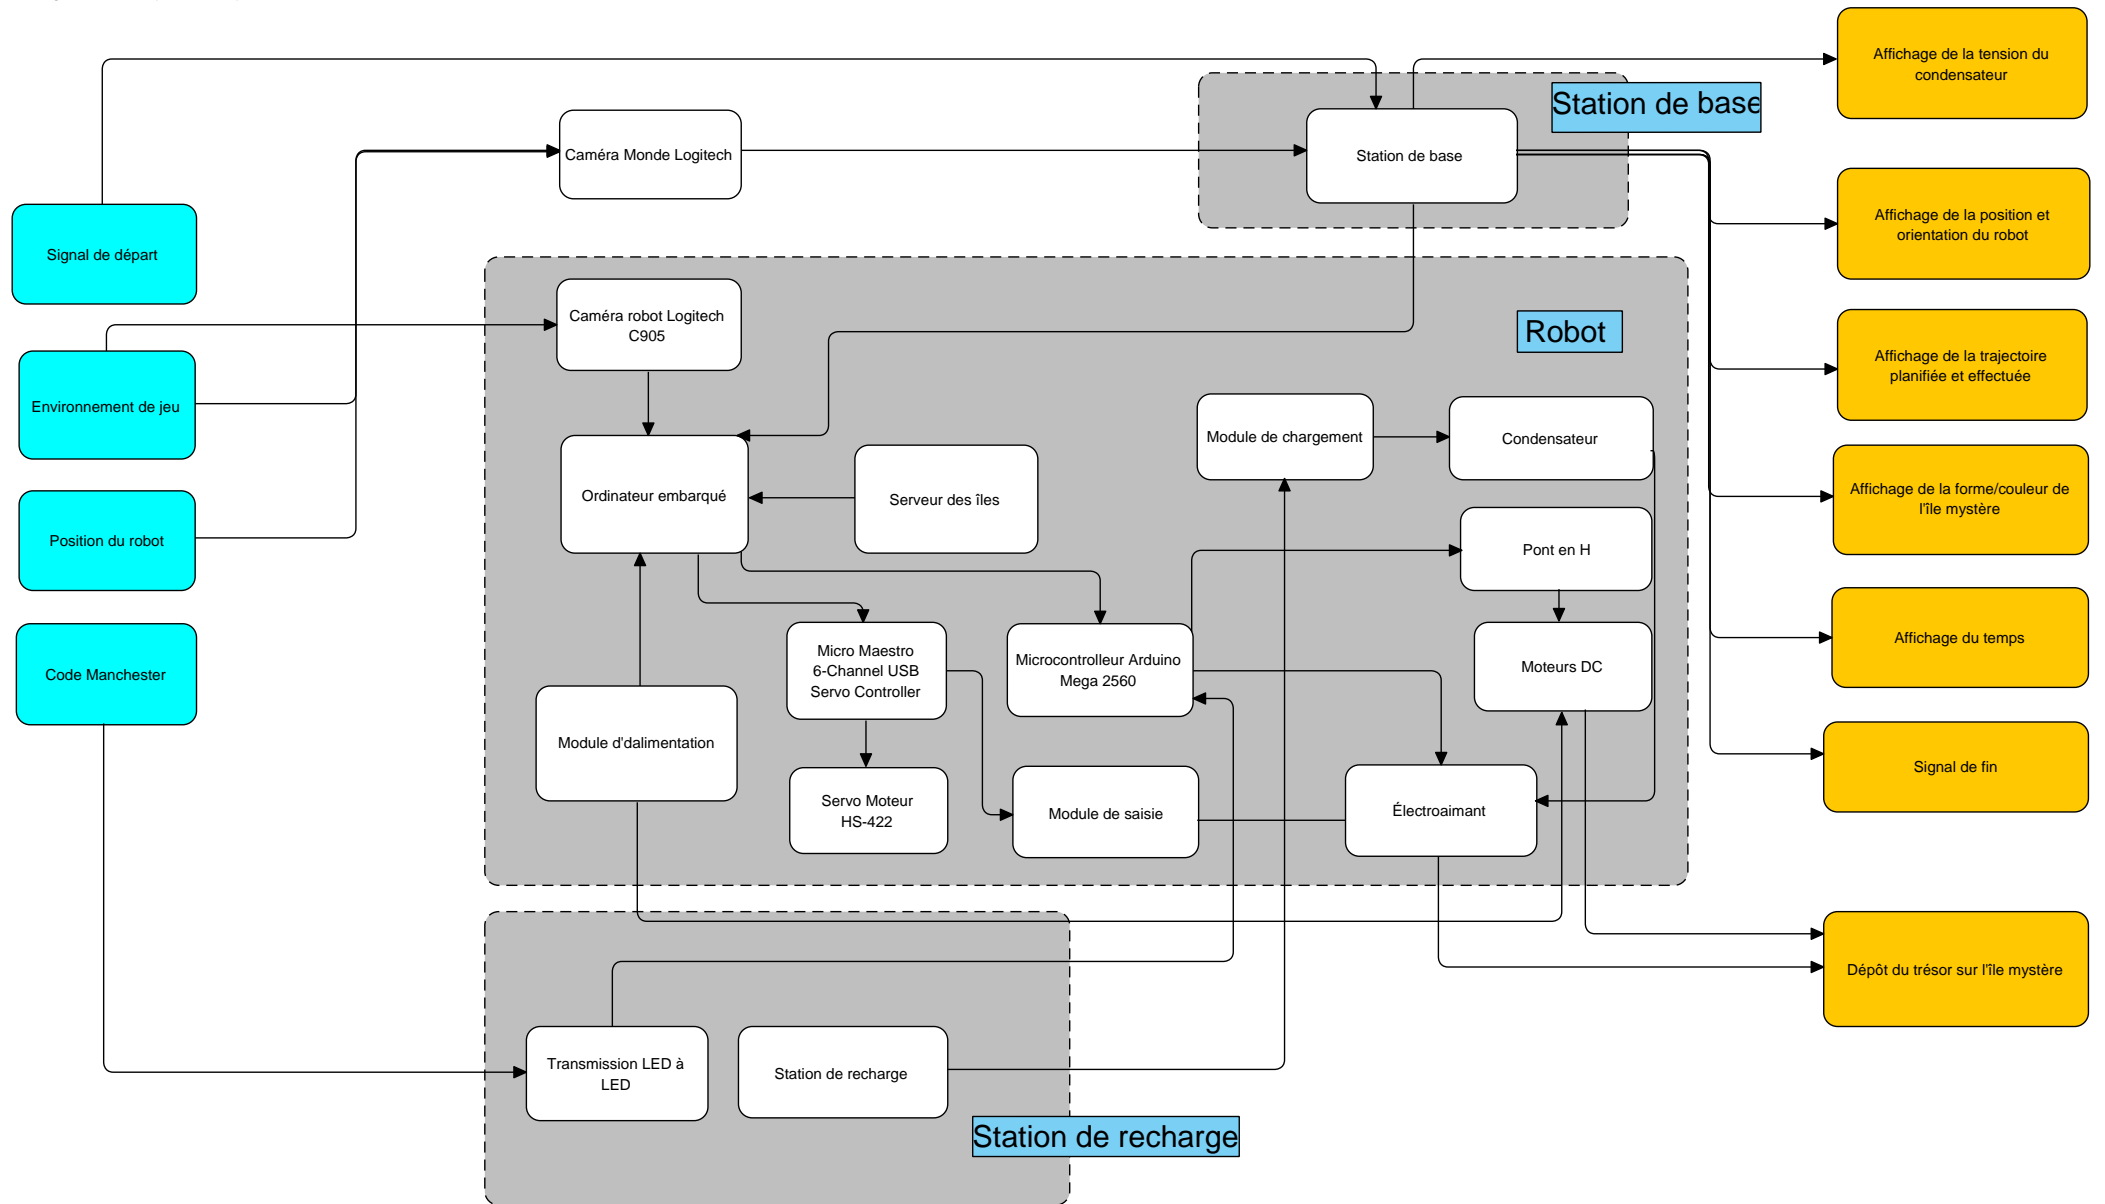 Affichage de la tension du
condensateur
Station de base
Caméra Monde Logitech
Station de base
Signal de départ
Affichage de la position et
orientation du robot
Caméra robot Logitech
C905
Robot
Environnement de jeu
Affichage de la trajectoire
planifiée et effectuée
Module de chargement
Condensateur
Ordinateur embarqué
Serveur des îles
Affichage de la forme/couleur de
l'île mystère
Position du robot
Pont en H
Code Manchester
Micro Maestro
6-Channel USB
Servo Controller
Microcontrolleur Arduino
Mega 2560
Moteurs DC
Affichage du temps
Module d'dalimentation
Servo Moteur
HS-422
Module de saisie
Électroaimant
Signal de fin
Dépôt du trésor sur l'île mystère
Transmission LED à
LED
Station de recharge
Station de recharge